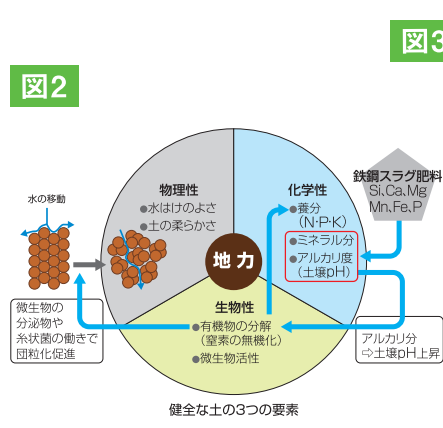 図3
図2
鉄鋼スラグ肥料
Si、Ca、Mg
Mn、Fe、P
水の移動
物理性
●水はけのよさ
●土の柔らかさ
化学性
●養分
(N・P・K)
●ミネラル分
●アルカリ度
(土壌pH)
地力
生物性
●有機物の分解
(窒素の無機化)
●微生物活性
微生物の
分泌物や
糸状菌の働きで
団粒化促進
アルカリ分
⇨土壌pH上昇
健全な土の3つの要素